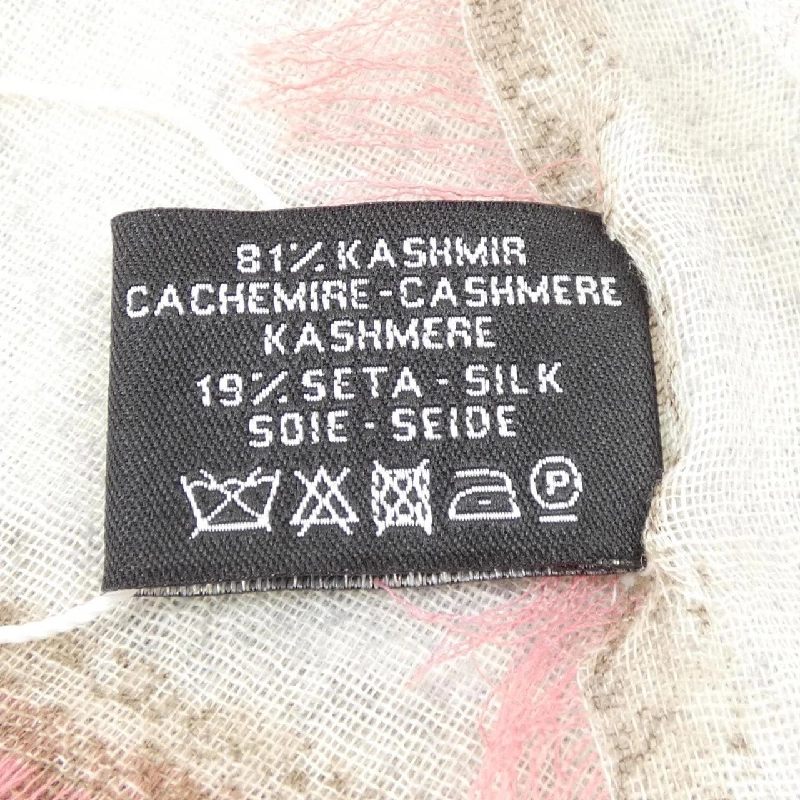 81% KASHMIR
CACHEMIRE-CASHMERE
KASHMERE
19% SETA - SILK
SOIE - SEIDE
P